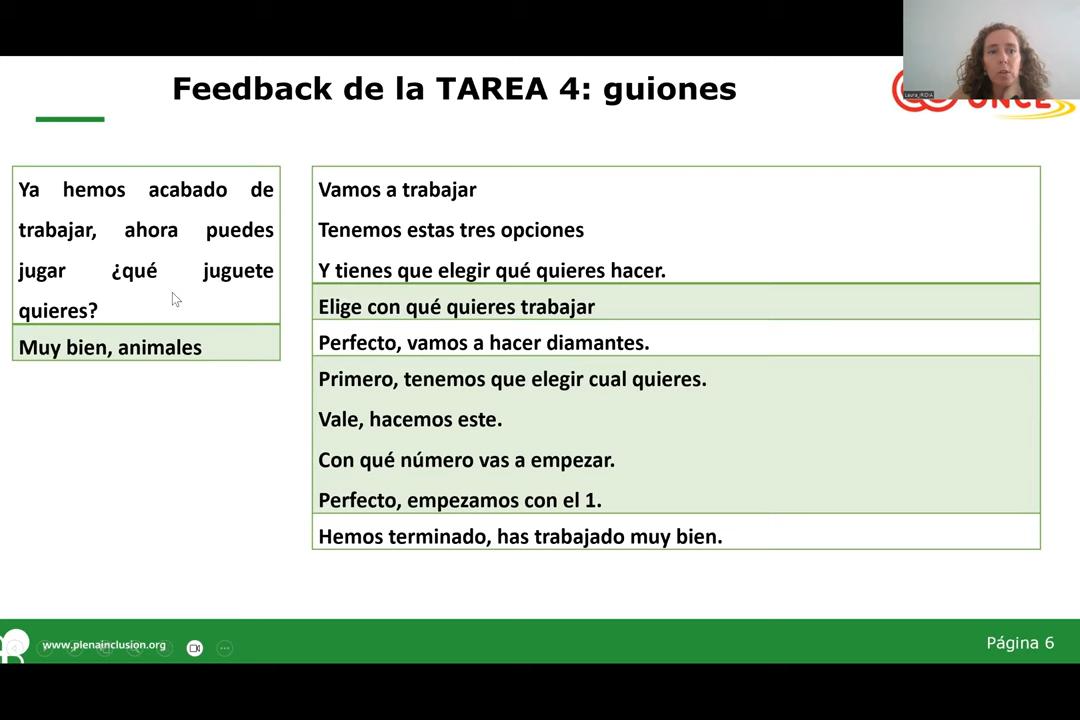 Feedback de la TAREA 4: guiones
Laura_IRIDIA
ONCE
Ya hemos acabado de
trabajar, ahora puedes
jugar ¿qué juguete
quieres?
Muy bien, animales
Vamos a trabajar
Tenemos estas tres opciones
Y tienes que elegir qué quieres hacer.
Elige con qué quieres trabajar
Perfecto, vamos a hacer diamantes.
Primero, tenemos que elegir cual quieres.
Vale, hacemos este.
Con qué número vas a empezar.
Perfecto, empezamos con el 1.
Hemos terminado, has trabajado muy bien.
www.plenainclusion.org
Página 6